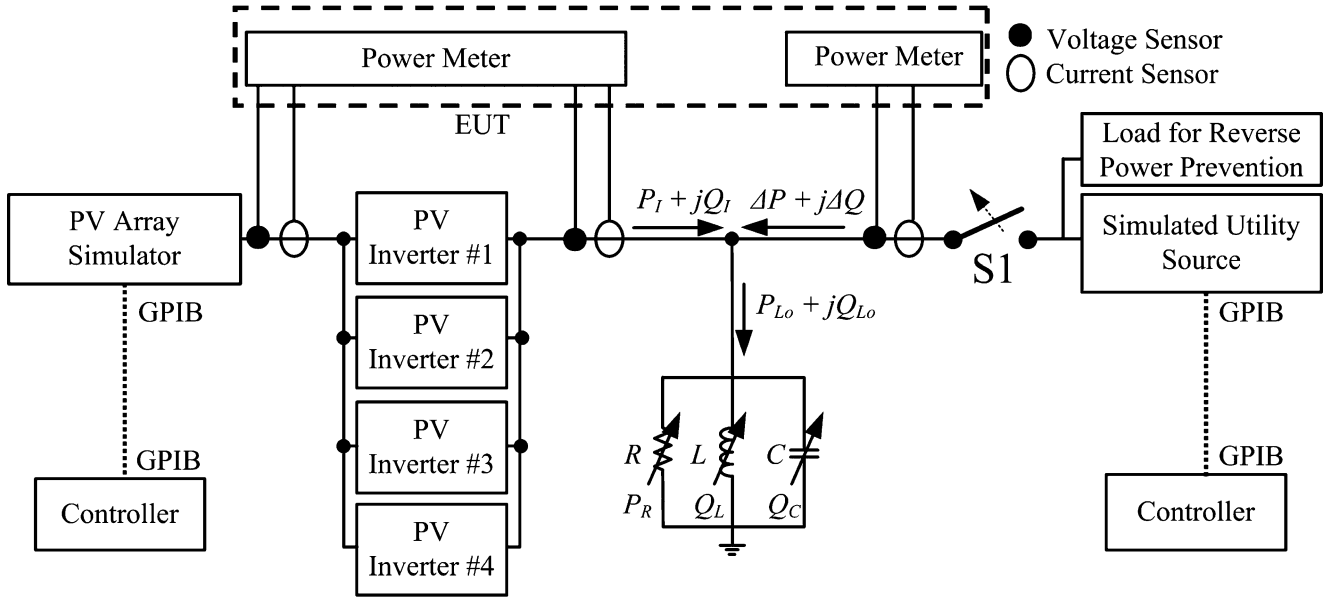 Power Meter
Power Meter
Voltage Sensor
Current Sensor
EUT
Load for Reverse
Power Prevention
PV Array
Simulator
PV
Inverter #1
P_I + jQ_I
ΔP + jΔQ
S1
Simulated Utility
Source
GPIB
PV
Inverter #2
P_Lo + jQ_Lo
GPIB
PV
Inverter #3
R
L
C
GPIB
GPIB
P_R
Q_L
Q_C
Controller
PV
Inverter #4
Controller